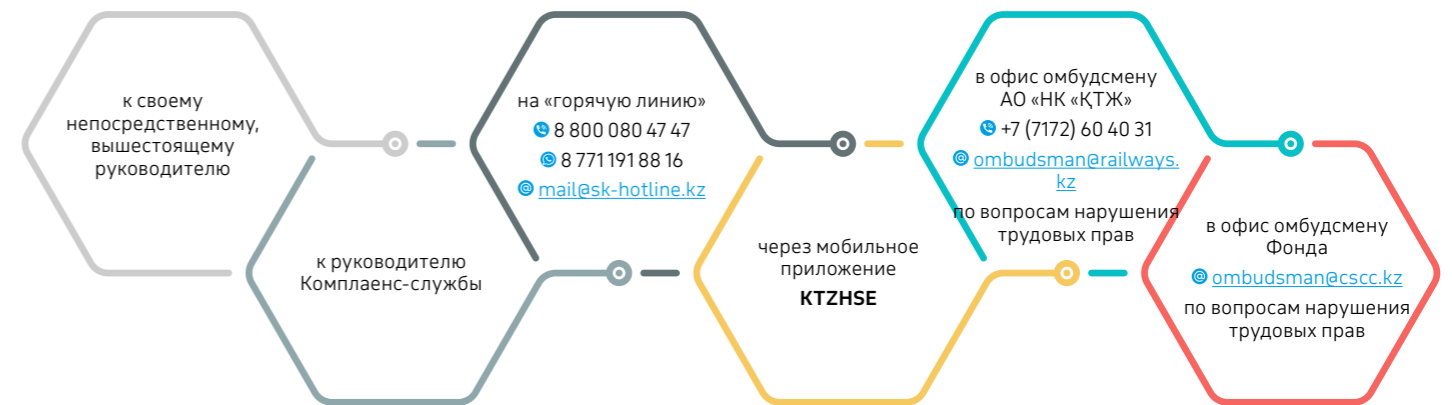 к своему
непосредственному,
вышестоящему
руководителю
к руководителю
Комплаенс-службы
на «горячую линию»
8 800 080 47 47
8 771 191 88 16
mail@sk-hotline.kz
через мобильное
приложение
KTZHSE
в офис омбудсмену
АО «НК «ҚТЖ»
+7 (7172) 60 40 31
ombudsman@railways.
kz
по вопросам нарушения
трудовых прав
в офис омбудсмену
Фонда
ombudsman@cscc.kz
по вопросам нарушения
трудовых прав